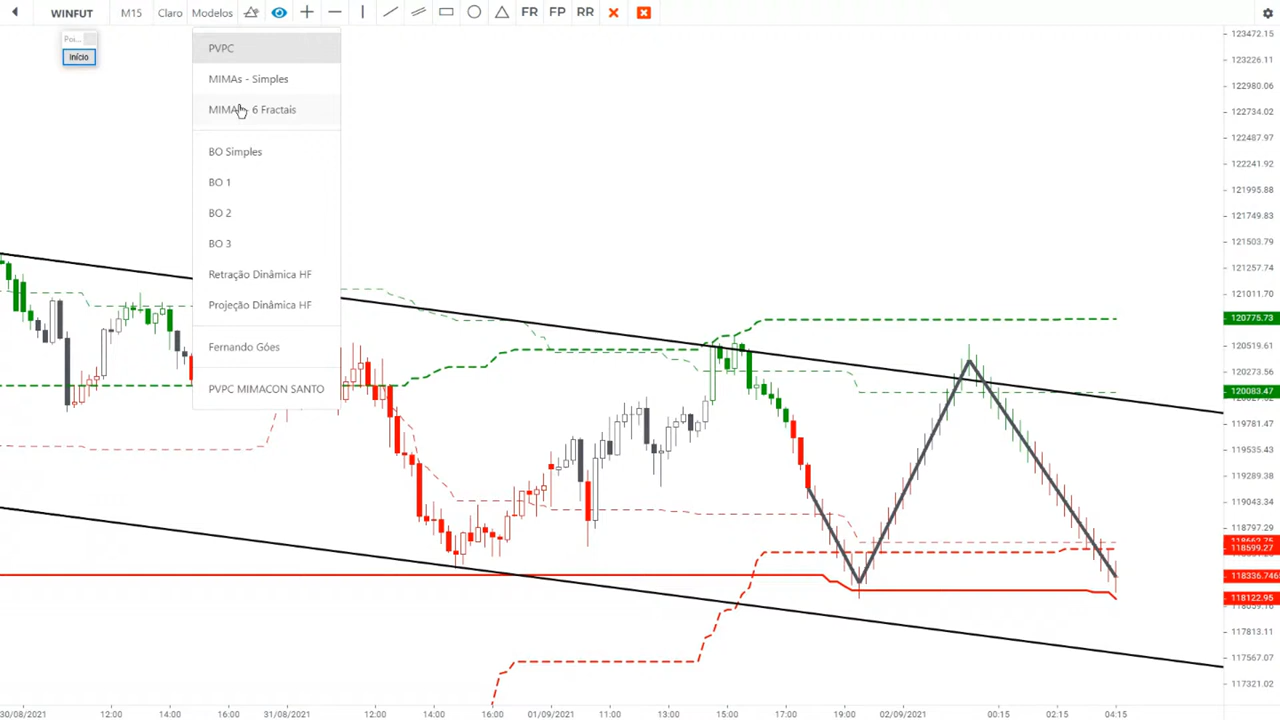 WINFUT M15 Claro Modelos FR FP RR
Poi...
Início
PVPC
MIMAs - Simples
MIMA - 6 Fractais
BO Simples
BO 1
BO 2
BO 3
Retração Dinâmica HF
Projeção Dinâmica HF
Fernando Góes
PVPC MIMACON SANTO
123472.15
123226.11
122980.06
122734.02
122487.97
122241.92
121995.88
121749.83
121503.79
121257.74
121011.70
120775.73
120519.61
120273.56
120083.47
119781.47
119535.43
119289.38
119043.34
118797.29
118599.27
118336.746
118122.95
117813.11
117567.07
117321.02
30/08/2021 12:00 14:00 16:00 31/08/2021 12:00 14:00 16:00 01/09/2021 11:00 13:00 15:00 17:00 19:00 02/09/2021 00:15 02:15 04:15